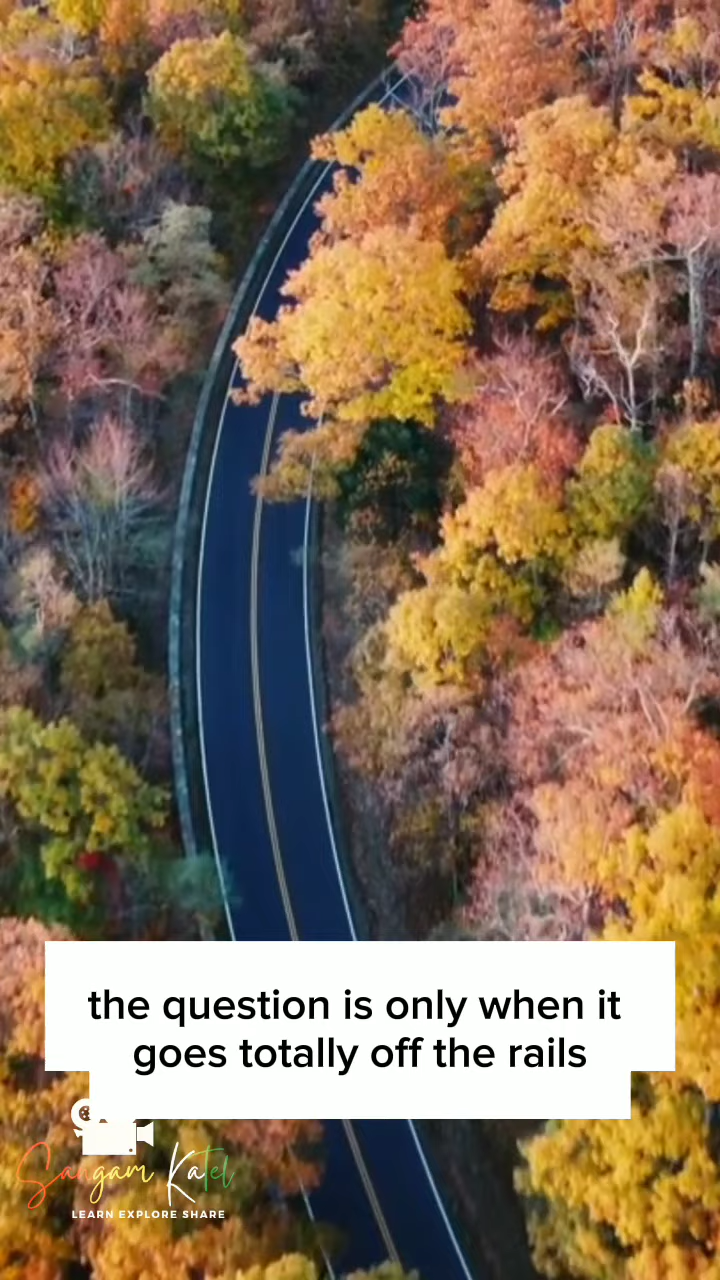 the question is only when it
goes totally off the rails
Sangam Katel
LEARN EXPLORE SHARE